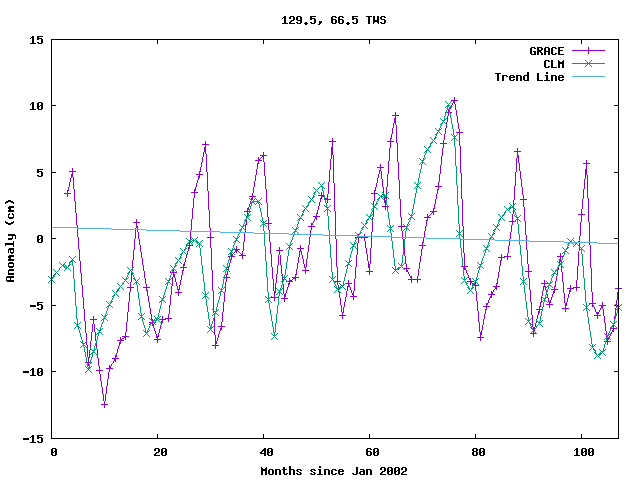 129.5, 66.5 TWS
GRACE
CLM
Trend Line
15
10
5
0
-5
-10
-15
Anomaly (cm)
0 20 40 60 80 100
Months since Jan 2002